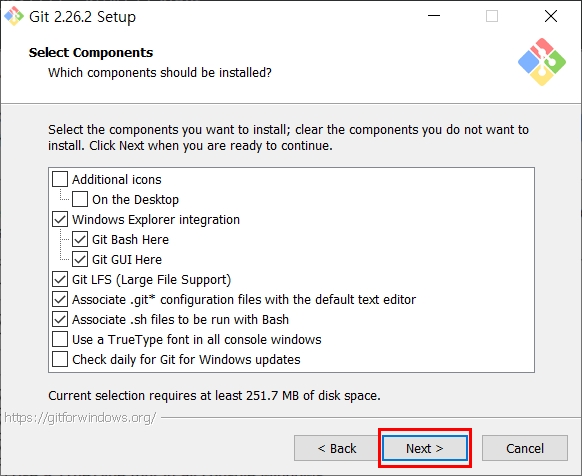 Git 2.26.2 Setup
Select Components
Which components should be installed?
Select the components you want to install; clear the components you do not want to
install. Click Next when you are ready to continue.
Additional icons
On the Desktop
Windows Explorer integration
Git Bash Here
Git GUI Here
Git LFS (Large File Support)
Associate .git* configuration files with the default text editor
Associate .sh files to be run with Bash
Use a TrueType font in all console windows
Check daily for Git for Windows updates
Current selection requires at least 251.7 MB of disk space.
https://gitforwindows.org/
< Back
Next >
Cancel